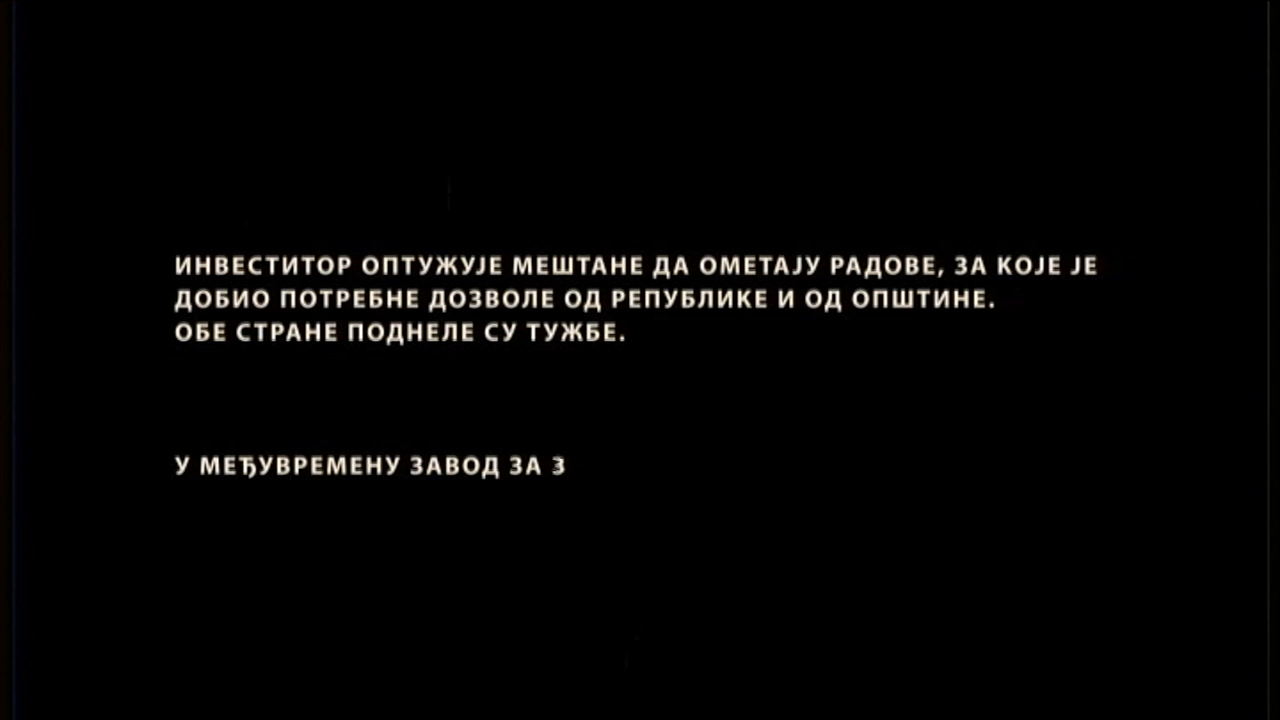 ИНВЕСТИТОР ОПТУЖУЈЕ МЕШТАНЕ ДА ОМЕТАЈУ РАДОВЕ, ЗА КОЈЕ ЈЕ
ДОБИО ПОТРЕБНЕ ДОЗВОЛЕ ОД РЕПУБЛИКЕ И ОД ОПШТИНЕ.
ОБЕ СТРАНЕ ПОДНЕЛЕ СУ ТУЖБЕ.
У МЕЂУВРЕМЕНУ ЗАВОД ЗА З